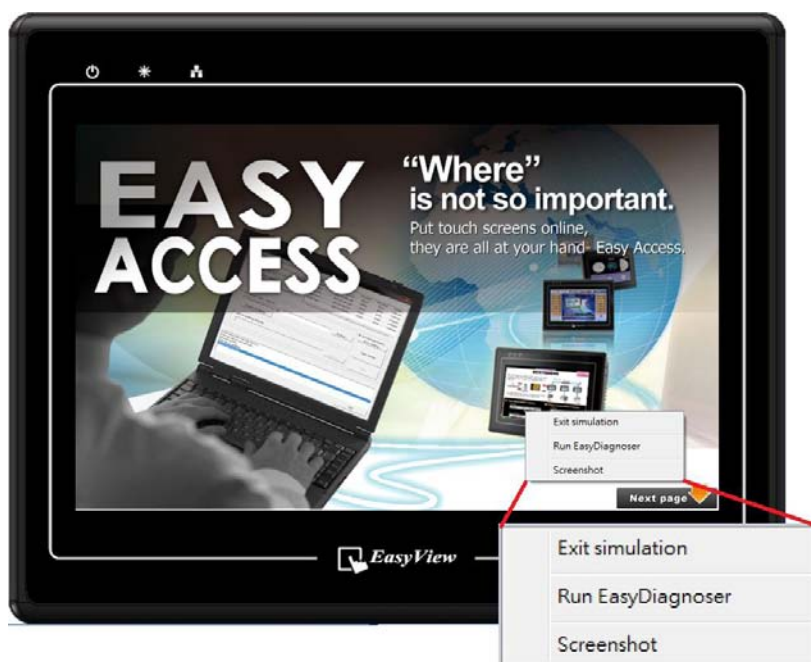 EASY
ACCESS
“Where”
is not so important.
Put touch screens online,
they are all at your hand- Easy Access.
Exit simulation
Run EasyDiagnoser
Screenshot
Next page
EasyView
Exit simulation
Run EasyDiagnoser
Screenshot